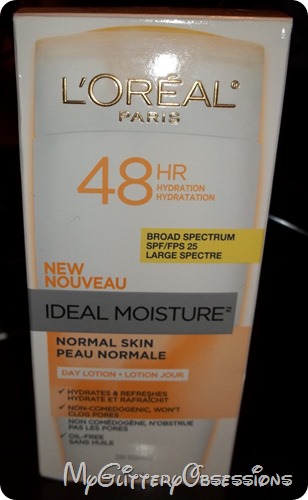 L'ORÉAL®
PARIS
48 HR
HYDRATION
HYDRATATION
BROAD SPECTRUM
SPF/FPS 25
LARGE SPECTRE
NEW
NOUVEAU
IDEAL MOISTURE
NORMAL SKIN
PEAU NORMALE
DAY LOTION • LOTION JOUR
✓ HYDRATES & REFRESHES
HYDRATE ET RAFRAÎCHIT
✓ NON-COMEDOGENIC, WON'T
CLOG PORES
NON COMÉDOGÈNE, N'OBSTRUE
PAS LES PORES
✓ OIL-FREE
SANS HUILE
MyGlitteryObsessions